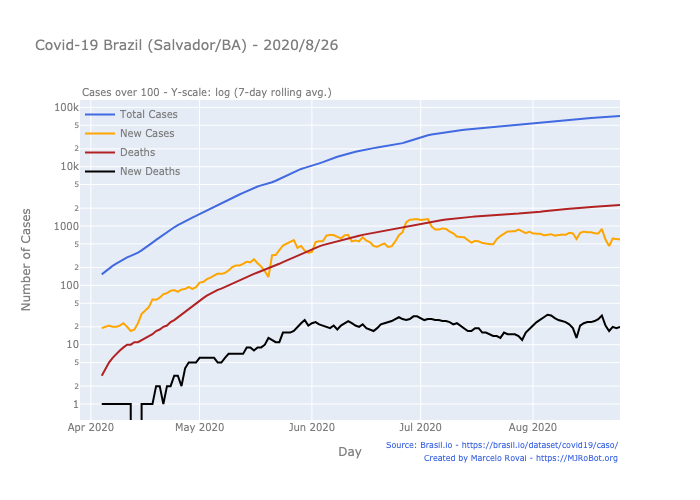 Covid-19 Brazil (Salvador/BA) - 2020/8/26
Cases over 100 - Y-scale: log (7-day rolling avg.)
100k
5
2
10k
5
2
1000
5
2
100
5
2
10
5
2
1
Total Cases
New Cases
Deaths
New Deaths
Number of Cases
Apr 2020
May 2020
Jun 2020
Jul 2020
Aug 2020
Day
Source: Brasil.io - https://brasil.io/dataset/covid19/caso/
Created by Marcelo Rovai - https://MJRoBot.org